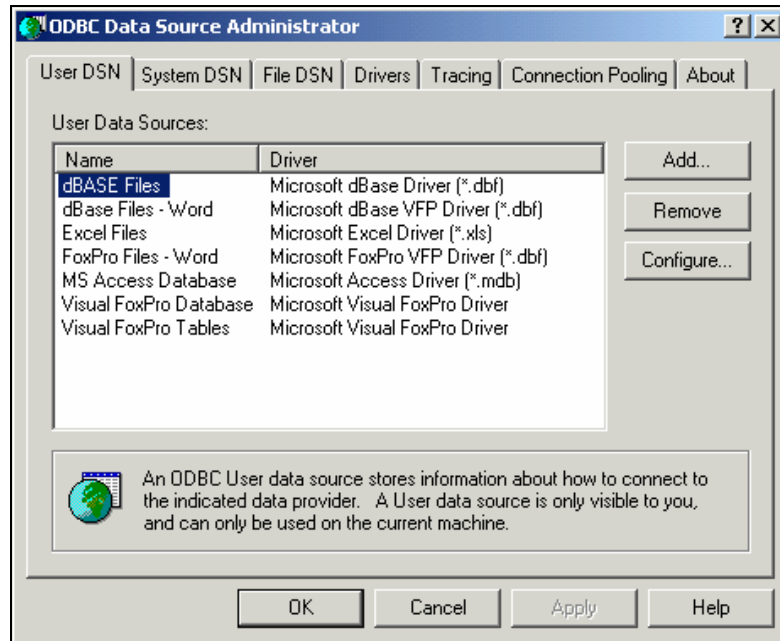 ODBC Data Source Administrator
User DSN System DSN File DSN Drivers Tracing Connection Pooling About
User Data Sources:
Name Driver
dBASE Files Microsoft dBase Driver (*.dbf)
dBase Files - Word Microsoft dBase VFP Driver (*.dbf)
Excel Files Microsoft Excel Driver (*.xls)
FoxPro Files - Word Microsoft FoxPro VFP Driver (*.dbf)
MS Access Database Microsoft Access Driver (*.mdb)
Visual FoxPro Database Microsoft Visual FoxPro Driver
Visual FoxPro Tables Microsoft Visual FoxPro Driver
Add...
Remove
Configure...
An ODBC User data source stores information about how to connect to
the indicated data provider. A User data source is only visible to you,
and can only be used on the current machine.
OK Cancel Apply Help